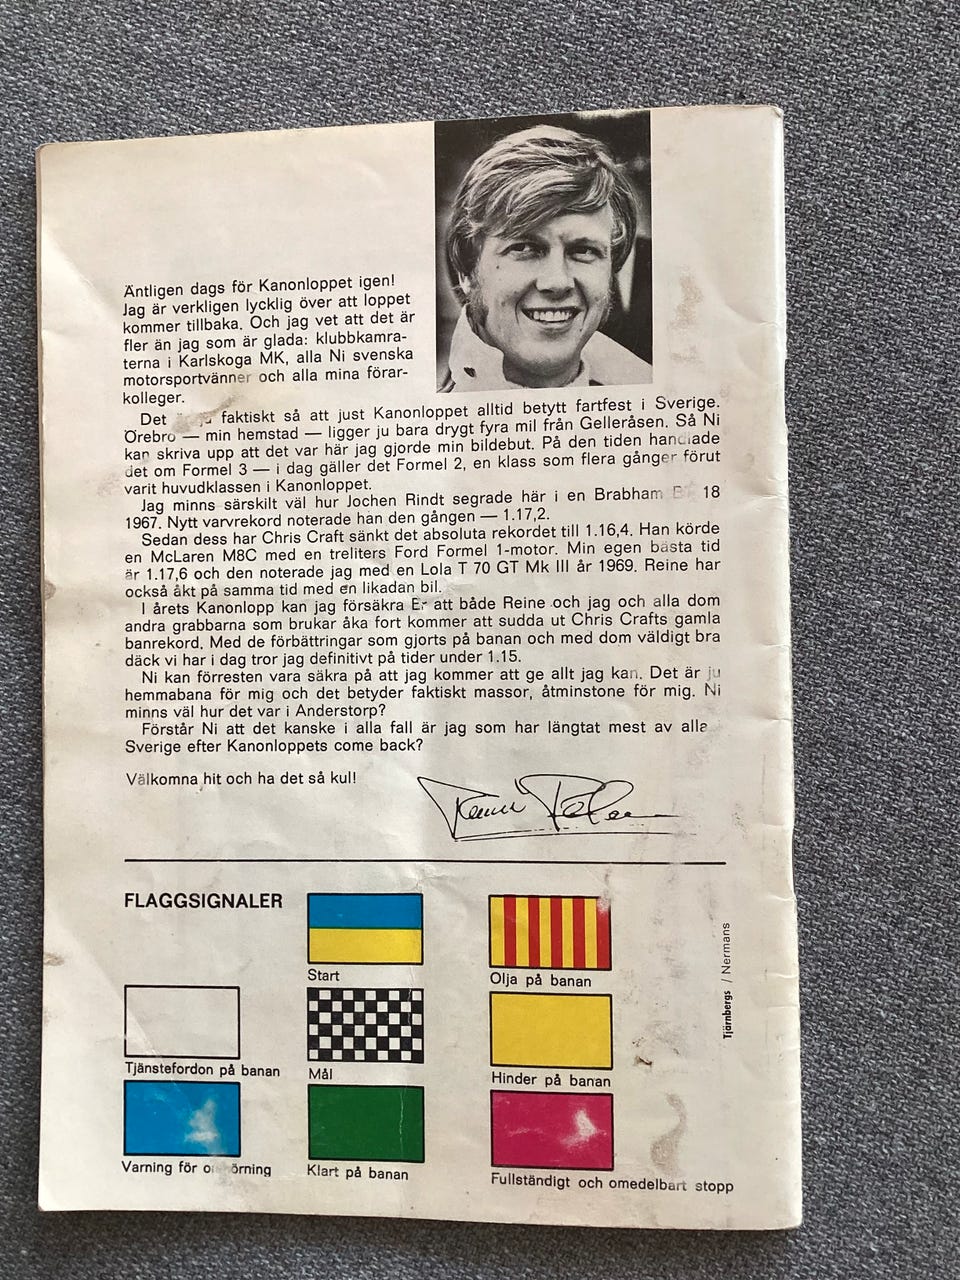 Äntligen dags för Kanonloppet igen!
Jag är verkligen lycklig över att loppet
kommer tillbaka. Och jag vet att det är
fler än jag som är glada: klubbkamra-
terna i Karlskoga MK, alla Ni svenska
motorsportvänner och alla mina förar-
kolleger.
Det faktiskt så att just Kanonloppet alltid betytt fartfest i Sverige.
Örebro — min hemstad — ligger ju bara drygt fyra mil från Gelleråsen. Så Ni
kan skriva upp att det var här jag gjorde min bildebut. På den tiden handlade
det om Formel 3 — i dag gäller det Formel 2, en klass som flera gånger förut
varit huvudklassen i Kanonloppet.
Jag minns särskilt väl hur Jochen Rindt segrade här i en Brabham 18
1967. Nytt varvrekord noterade han den gången — 1.17,2.
Sedan dess har Chris Craft sänkt det absoluta rekordet till 1.16,4. Han körde
en McLaren M8C med en treliters Ford Formel 1-motor. Min egen bästa tid
är 1.17,6 och den noterade jag med en Lola T 70 GT Mk III år 1969. Reine har
också åkt på samma tid med en likadan bil.
I årets Kanonlopp kan jag försäkra Er att både Reine och jag och alla dom
andra grabbarna som brukar åka fort kommer att sudda ut Chris Crafts gamla
banrekord. Med de förbättringar som gjorts på banan och med dom väldigt bra
däck vi har i dag tror jag definitivt på tider under 1.15.
Ni kan förresten vara säkra på att jag kommer att ge allt jag kan. Det är ju
hemmabana för mig och det betyder faktiskt massor, åtminstone för mig. Ni
minns väl hur det var i Anderstorp?
Förstår Ni att det kanske i alla fall är jag som har längtat mest av alla
Sverige efter Kanonloppets come back?
Välkomna hit och ha det så kul!
FLAGGSIGNALER
Start
Olja på banan
Tjänstefordon på banan
Mål
Hinder på banan
Varning för
Klart på banan
Fullständigt och omedelbart stopp
Tjärnbergs / Nermans